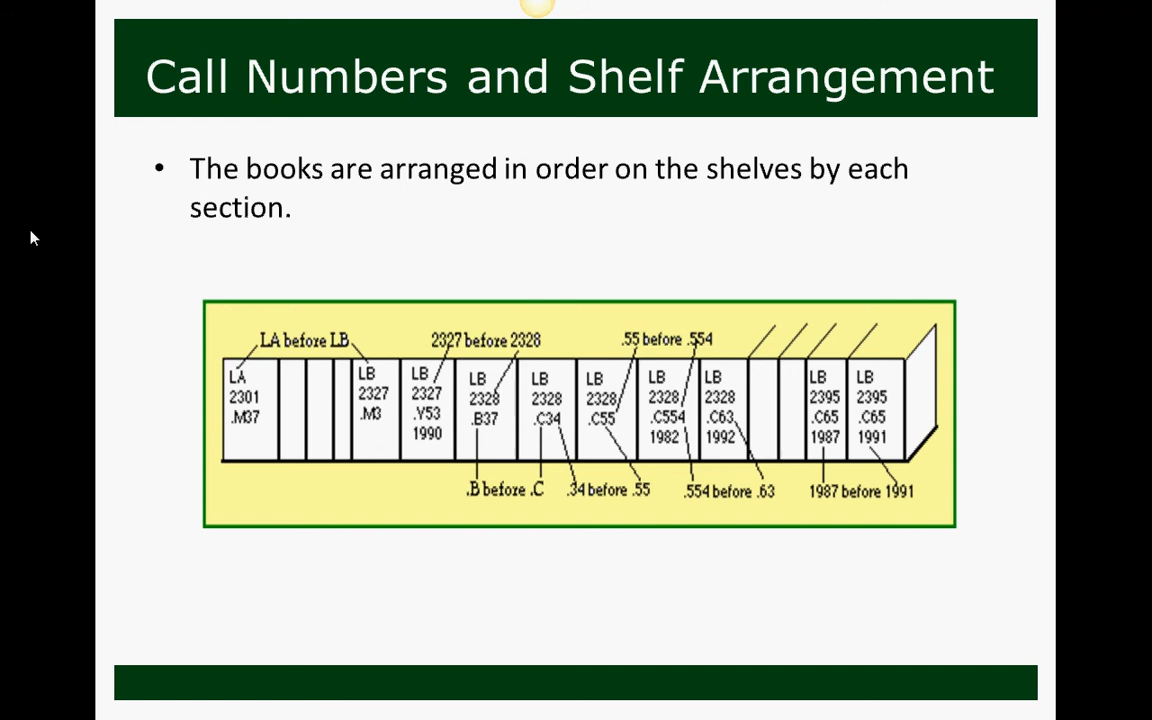 Call Numbers and Shelf Arrangement
• The books are arranged in order on the shelves by each
section.
LA before LB
2327 before 2328
.55 before .554
LA
2301
.M37
LB
2327
.M3
LB
2327
.Y53
1990
LB
2328
.B37
LB
2328
.C34
LB
2328
.C55
LB
2328
.C554
1982
LB
2328
.C63
1992
LB
2395
.C65
1987
LB
2395
.C65
1991
.B before .C
.34 before .55
.554 before .63
1987 before 1991